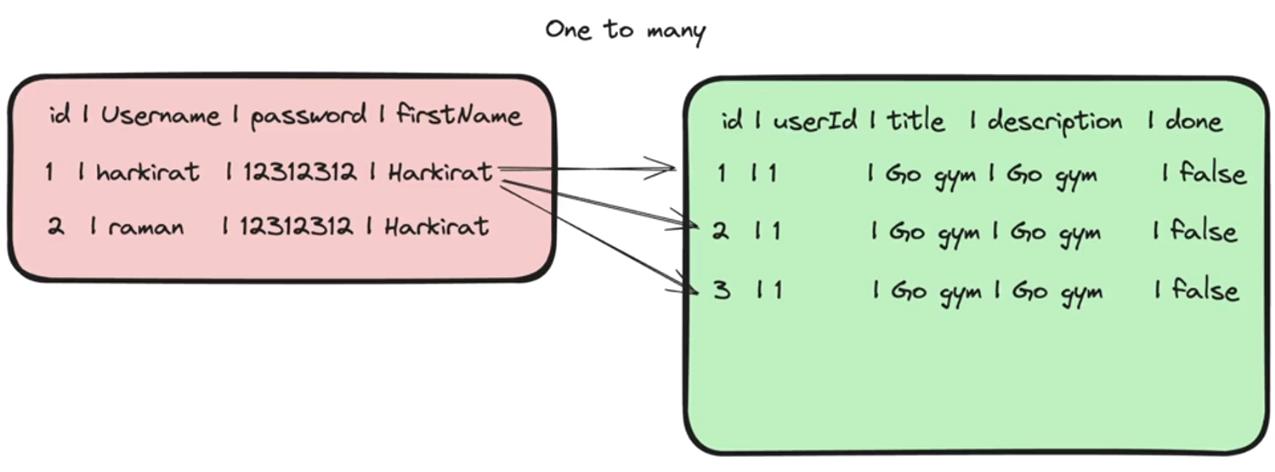 One to many
id | Username | password | firstName
1 | harkirat | 12312312 | Harkirat
2 | raman | 12312312 | Harkirat
id | userId | title | description | done
1 | 1 | Go gym | Go gym | false
2 | 1 | Go gym | Go gym | false
3 | 1 | Go gym | Go gym | false